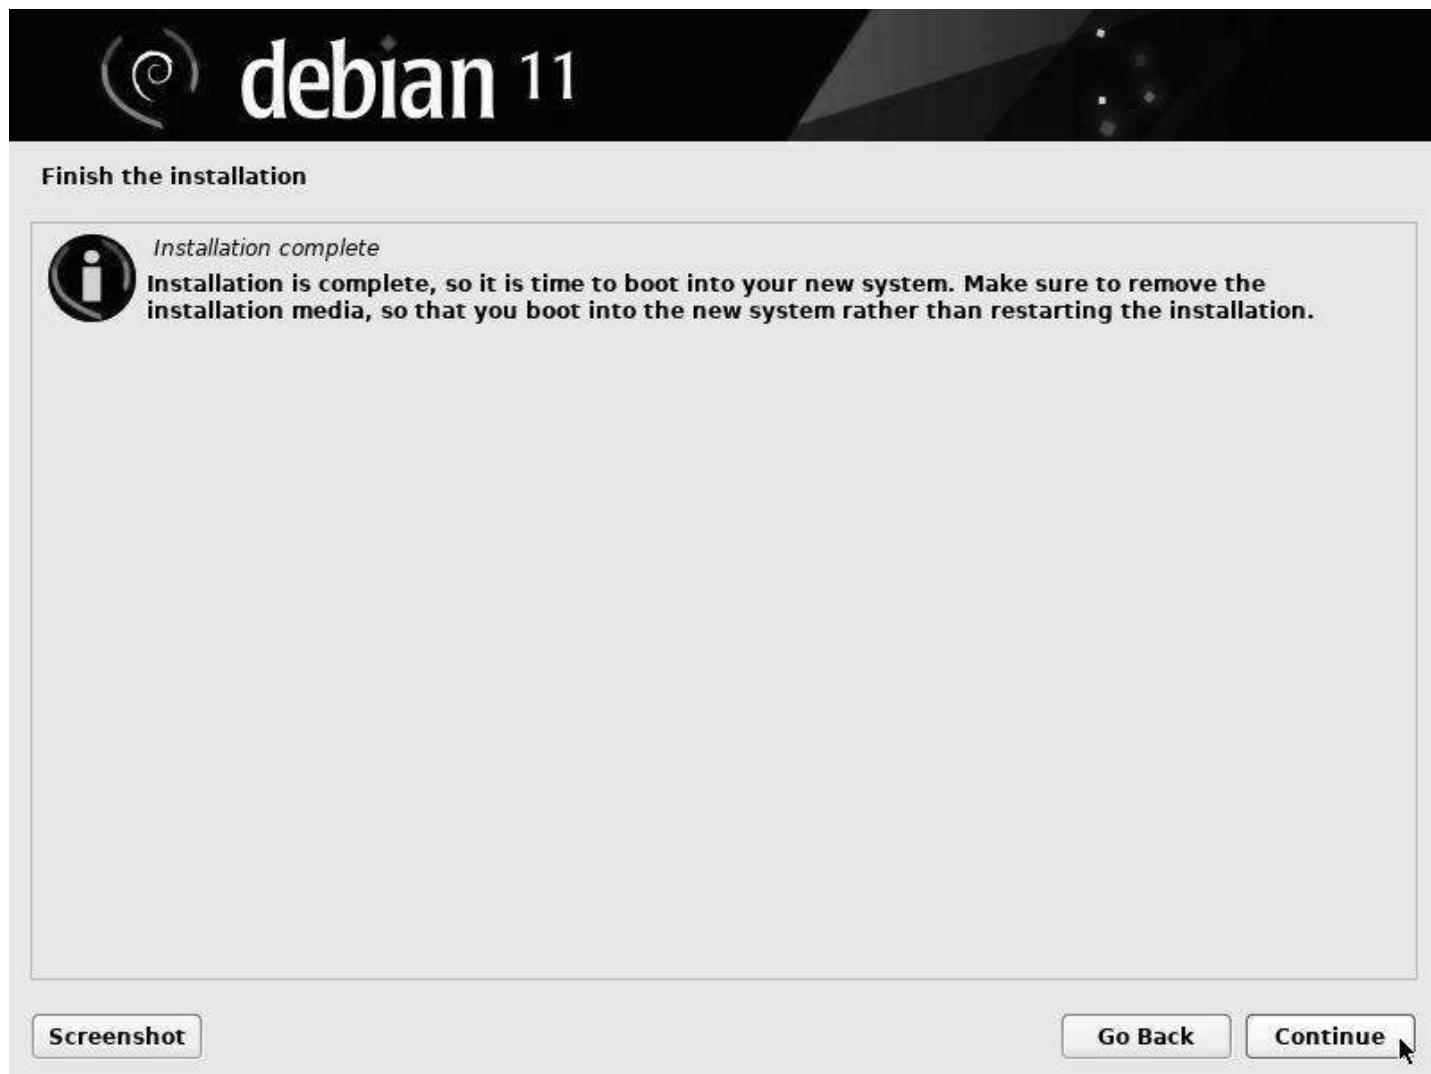 debian 11
Finish the installation
Installation complete
Installation is complete, so it is time to boot into your new system. Make sure to remove the
installation media, so that you boot into the new system rather than restarting the installation.
Screenshot
Go Back
Continue